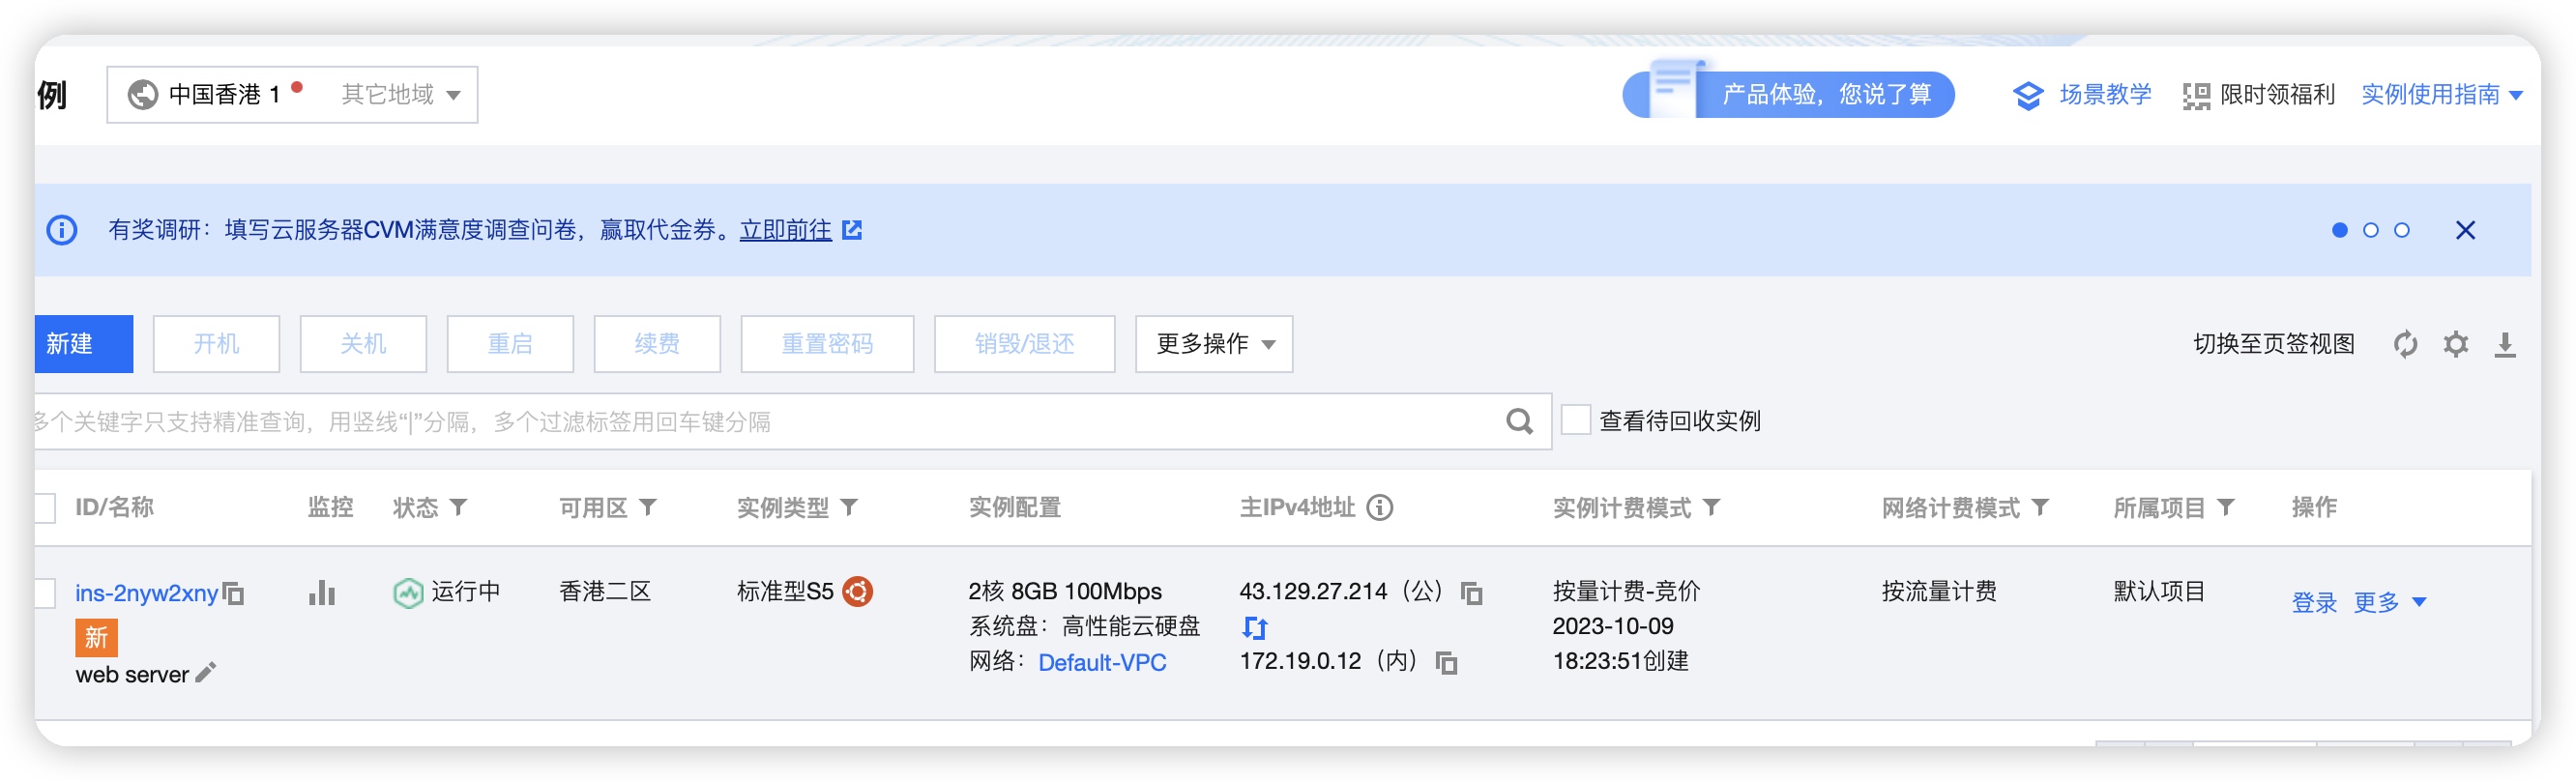 例 中国香港 1 其它地域 产品体验，您说了算 场景教学 限时领福利 实例使用指南
有奖调研：填写云服务器CVM满意度调查问卷，赢取代金券。立即前往
新建 开机 关机 重启 续费 重置密码 销毁/退还 更多操作 切换至页签视图
多个关键字只支持精准查询，用竖线“|”分隔，多个过滤标签用回车键分隔 查看待回收实例
ID/名称 监控 状态 可用区 实例类型 实例配置 主IPv4地址 实例计费模式 网络计费模式 所属项目 操作
ins-2nyw2xny 运行中 香港二区 标准型S5 2核 8GB 100Mbps 43.129.27.214（公） 按量计费-竞价 按流量计费 默认项目 登录 更多
新 系统盘：高性能云硬盘 2023-10-09
web server 网络：Default-VPC 172.19.0.12（内） 18:23:51创建